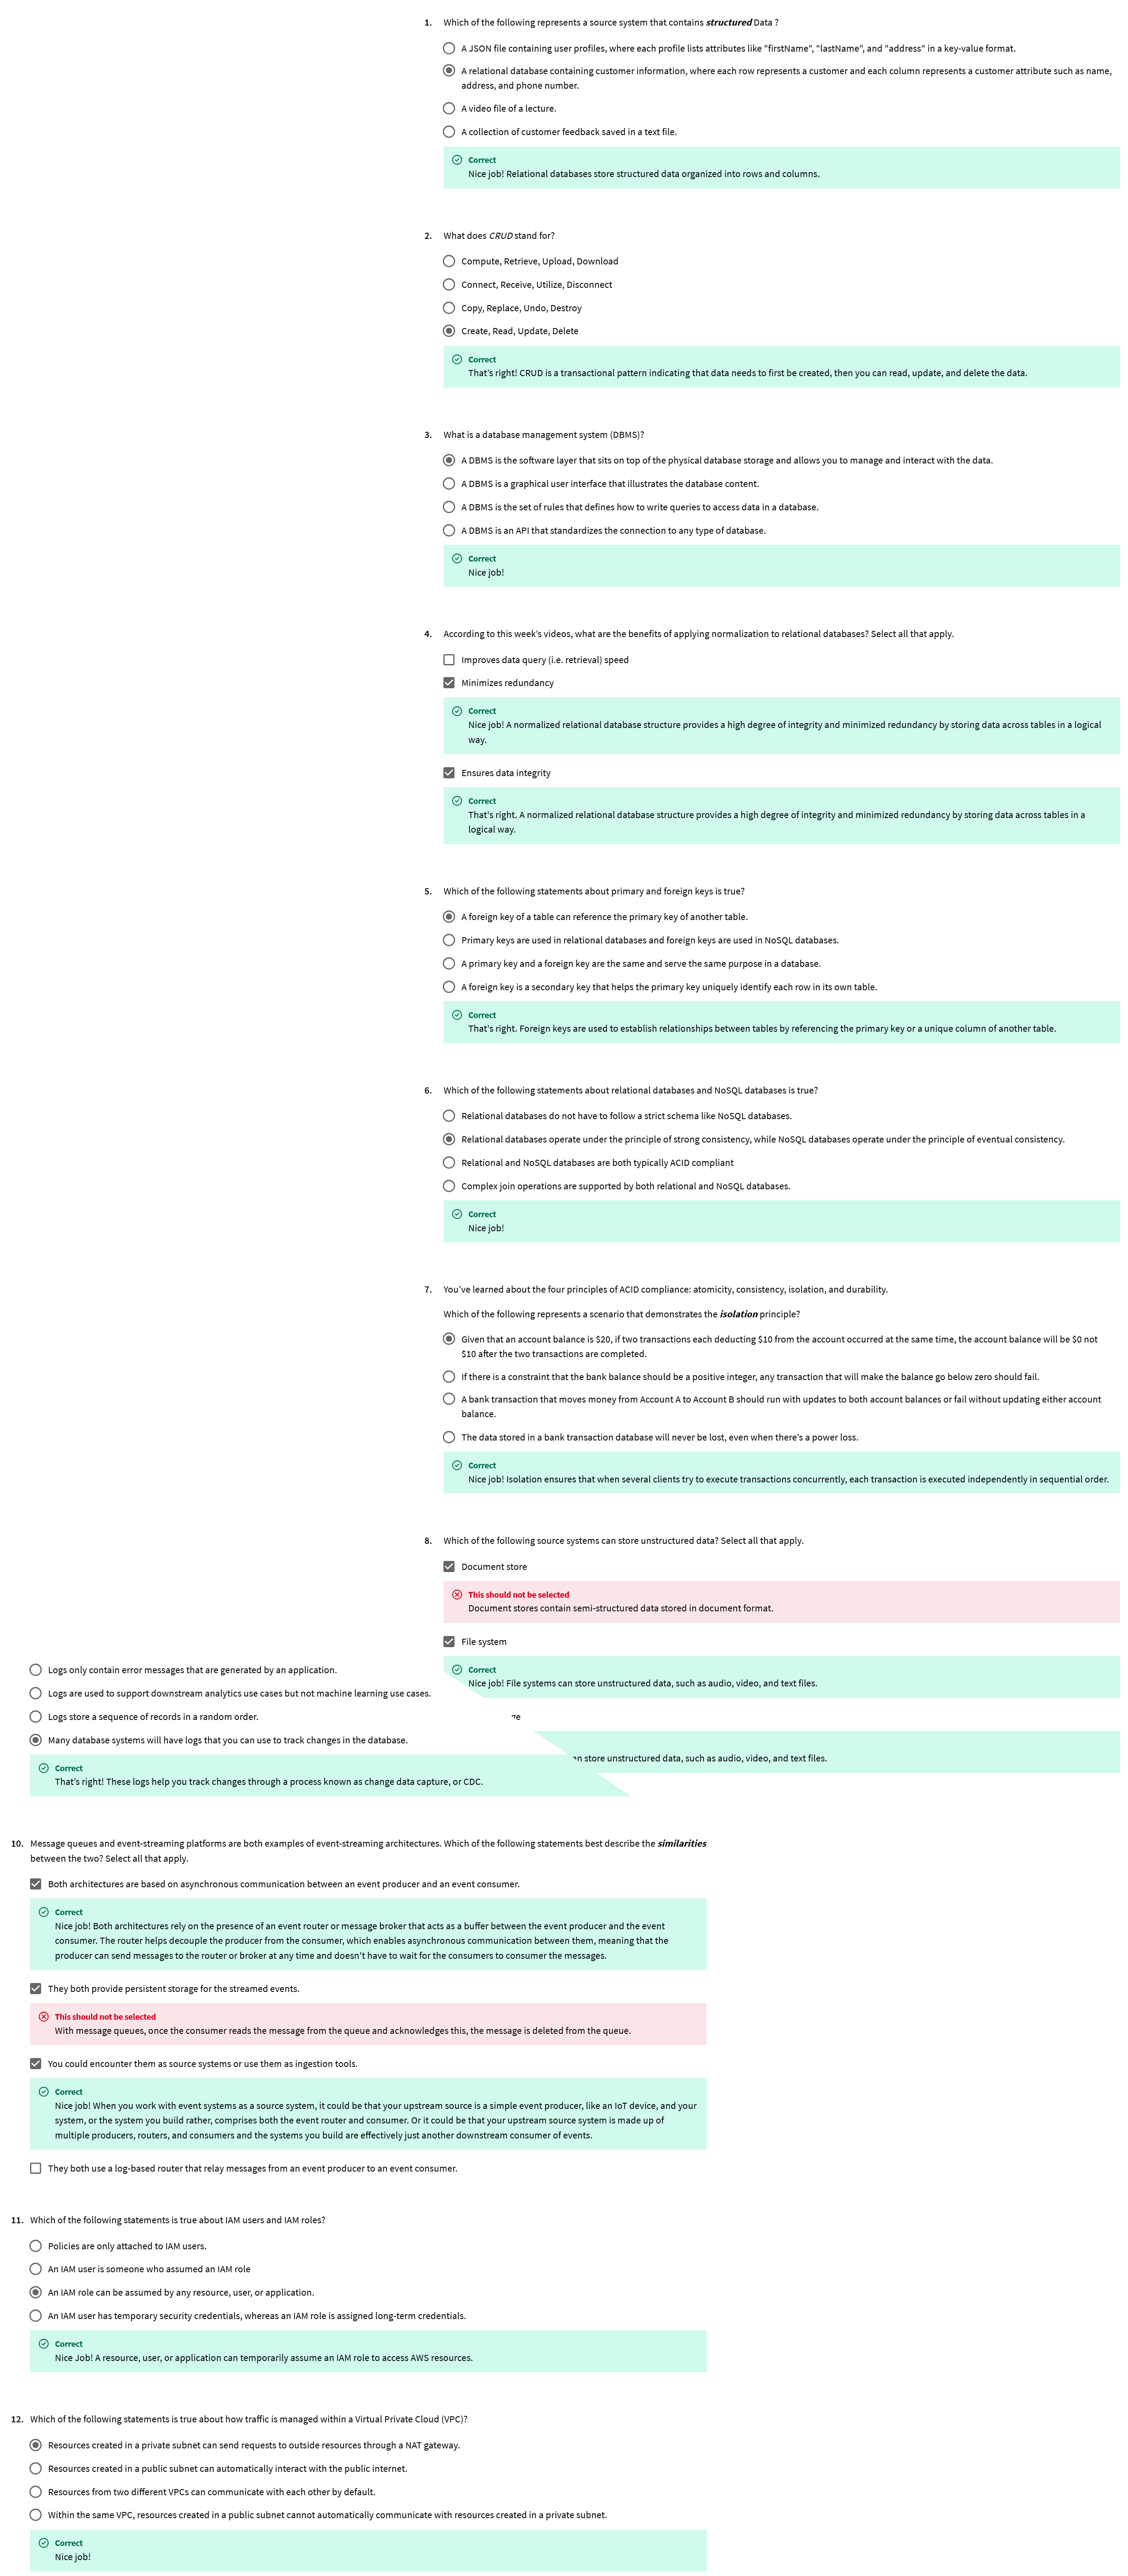 1. Which of the following represents a source system that contains structured Data ?
A JSON file containing user profiles, where each profile lists attributes like "firstName", "lastName", and "address" in a key-value format.
A relational database containing customer information, where each row represents a customer and each column represents a customer attribute such as name,
address, and phone number.
A video file of a lecture.
A collection of customer feedback saved in a text file.
Correct
Nice job! Relational databases store structured data organized into rows and columns.
2. What does CRUD stand for?
Compute, Retrieve, Upload, Download
Connect, Receive, Utilize, Disconnect
Copy, Replace, Undo, Destroy
Create, Read, Update, Delete
Correct
That's right! CRUD is a transactional pattern indicating that data needs to first be created, then you can read, update, and delete the data.
3. What is a database management system (DBMS)?
A DBMS is the software layer that sits on top of the physical database storage and allows you to manage and interact with the data.
A DBMS is a graphical user interface that illustrates the database content.
A DBMS is the set of rules that defines how to write queries to access data in a database.
A DBMS is an API that standardizes the connection to any type of database.
Correct
Nice job!
4. According to this week's videos, what are the benefits of applying normalization to relational databases? Select all that apply.
Improves data query (i.e. retrieval) speed
Minimizes redundancy
Correct
Nice job! A normalized relational database structure provides a high degree of integrity and minimized redundancy by storing data across tables in a logical
way.
Ensures data integrity
Correct
That's right. A normalized relational database structure provides a high degree of integrity and minimized redundancy by storing data across tables in a
logical way.
5. Which of the following statements about primary and foreign keys is true?
A foreign key of a table can reference the primary key of another table.
Primary keys are used in relational databases and foreign keys are used in NoSQL databases.
A primary key and a foreign key are the same and serve the same purpose in a database.
A foreign key is a secondary key that helps the primary key uniquely identify each row in its own table.
Correct
That's right. Foreign keys are used to establish relationships between tables by referencing the primary key or a unique column of another table.
6. Which of the following statements about relational databases and NoSQL databases is true?
Relational databases do not have to follow a strict schema like NoSQL databases.
Relational databases operate under the principle of strong consistency, while NoSQL databases operate under the principle of eventual consistency.
Relational and NoSQL databases are both typically ACID compliant
Complex join operations are supported by both relational and NoSQL databases.
Correct
Nice job!
7. You've learned about the four principles of ACID compliance: atomicity, consistency, isolation, and durability.
Which of the following represents a scenario that demonstrates the isolation principle?
Given that an account balance is $20, if two transactions each deducting $10 from the account occurred at the same time, the account balance will be $0 not
$10 after the two transactions are completed.
If there is a constraint that the bank balance should be a positive integer, any transaction that will make the balance go below zero should fail.
A bank transaction that moves money from Account A to Account B should run with updates to both account balances or fail without updating either account
balance.
The data stored in a bank transaction database will never be lost, even when there's a power loss.
Correct
Nice job! Isolation ensures that when several clients try to execute transactions concurrently, each transaction is executed independently in sequential order.
8. Which of the following source systems can store unstructured data? Select all that apply.
Document store
This should not be selected
Document stores contain semi-structured data stored in document format.
File system
Correct
Nice job! File systems can store unstructured data, such as audio, video, and text files.
store unstructured data, such as audio, video, and text files.
Logs only contain error messages that are generated by an application.
Logs are used to support downstream analytics use cases but not machine learning use cases.
Logs store a sequence of records in a random order.
Many database systems will have logs that you can use to track changes in the database.
Correct
That's right! These logs help you track changes through a process known as change data capture, or CDC.
10. Message queues and event-streaming platforms are both examples of event-streaming architectures. Which of the following statements best describe the similarities
between the two? Select all that apply.
Both architectures are based on asynchronous communication between an event producer and an event consumer.
Correct
Nice job! Both architectures rely on the presence of an event router or message broker that acts as a buffer between the event producer and the event
consumer. The router helps decouple the producer from the consumer, which enables asynchronous communication between them, meaning that the
producer can send messages to the router or broker at any time and doesn't have to wait for the consumers to consume the messages.
They both provide persistent storage for the streamed events.
This should not be selected
With message queues, once the consumer reads the message from the queue and acknowledges this, the message is deleted from the queue.
You could encounter them as source systems or use them as ingestion tools.
Correct
Nice job! When you work with event systems as a source system, it could be that your upstream source is a simple event producer, like an IoT device, and your
system, or the system you build rather, comprises both the event router and consumer. Or it could be that your upstream source system is made up of
multiple producers, routers, and consumers and the systems you build are effectively just another downstream consumer of events.
They both use a log-based router that relay messages from an event producer to an event consumer.
11. Which of the following statements is true about IAM users and IAM roles?
Policies are only attached to IAM users.
An IAM user is someone who assumed an IAM role
An IAM role can be assumed by any resource, user, or application.
An IAM user has temporary security credentials, whereas an IAM role is assigned long-term credentials.
Correct
Nice Job! A resource, user, or application can temporarily assume an IAM role to access AWS resources.
12. Which of the following statements is true about how traffic is managed within a Virtual Private Cloud (VPC)?
Resources created in a private subnet can send requests to outside resources through a NAT gateway.
Resources created in a public subnet can automatically interact with the public internet.
Resources from two different VPCs can communicate with each other by default.
Within the same VPC, resources created in a public subnet cannot automatically communicate with resources created in a private subnet.
Correct
Nice job!